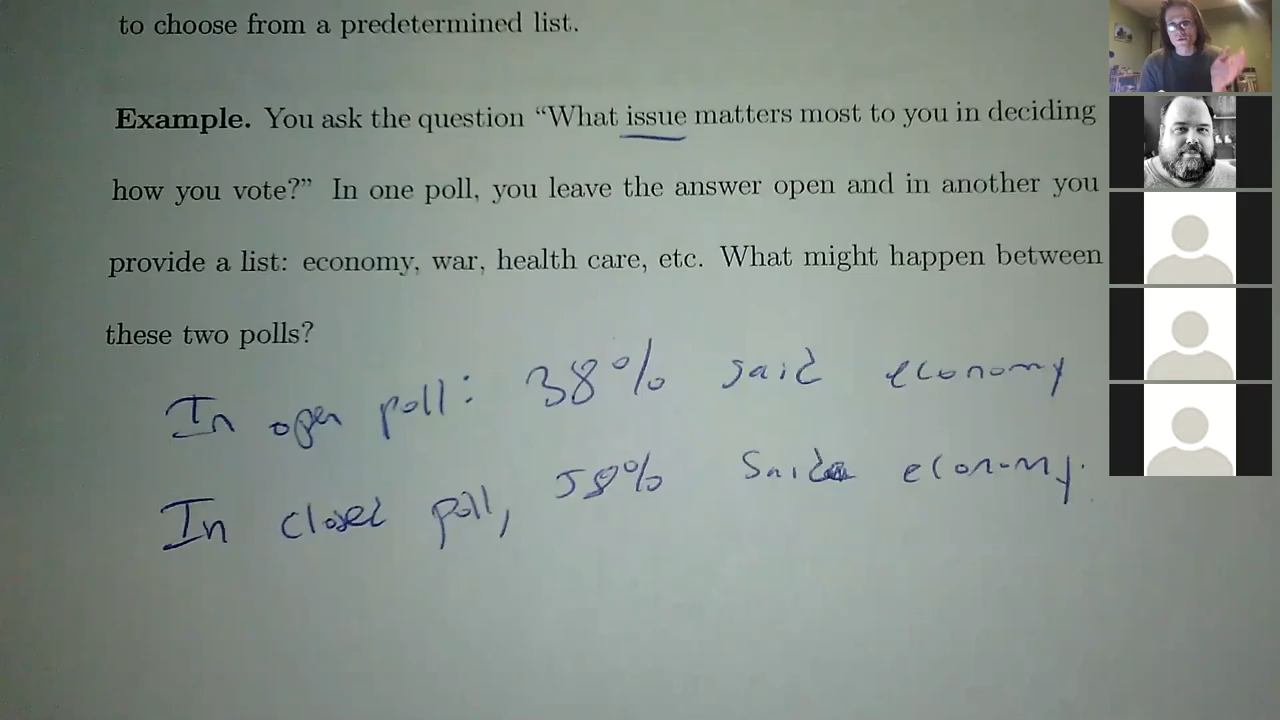 to choose from a predetermined list.
Example. You ask the question “What issue matters most to you in deciding
how you vote?” In one poll, you leave the answer open and in another you
provide a list: economy, war, health care, etc. What might happen between
these two polls?
In open poll: 38% said economy
In closed poll, 58% said economy.